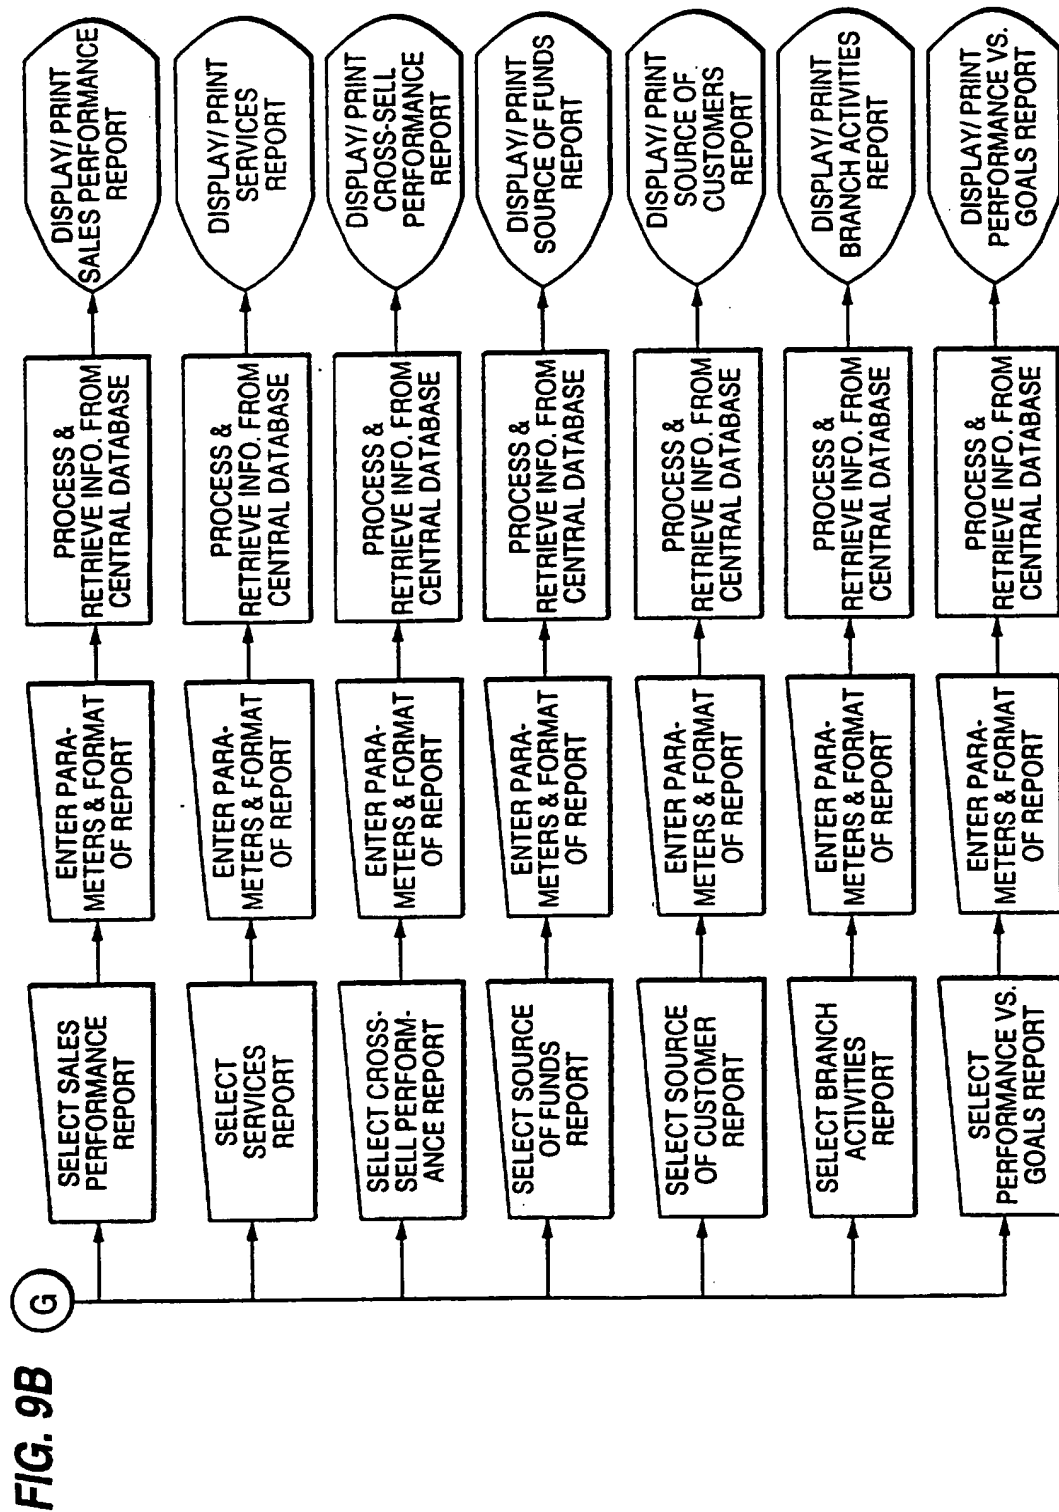 FIG. 9B
G
SELECT SALES
PERFORMANCE
REPORT
ENTER PARA-
METERS & FORMAT
OF REPORT
PROCESS &
RETRIEVE INFO. FROM
CENTRAL DATABASE
DISPLAY/ PRINT
SALES PERFORMANCE
REPORT
SELECT
SERVICES
REPORT
ENTER PARA-
METERS & FORMAT
OF REPORT
PROCESS &
RETRIEVE INFO. FROM
CENTRAL DATABASE
DISPLAY/ PRINT
SERVICES
REPORT
SELECT CROSS-
SELL PERFORM-
ANCE REPORT
ENTER PARA-
METERS & FORMAT
OF REPORT
PROCESS &
RETRIEVE INFO. FROM
CENTRAL DATABASE
DISPLAY/ PRINT
CROSS-SELL
PERFORMANCE
REPORT
SELECT SOURCE
OF FUNDS
REPORT
ENTER PARA-
METERS & FORMAT
OF REPORT
PROCESS &
RETRIEVE INFO. FROM
CENTRAL DATABASE
DISPLAY/ PRINT
SOURCE OF FUNDS
REPORT
SELECT SOURCE
OF CUSTOMER
REPORT
ENTER PARA-
METERS & FORMAT
OF REPORT
PROCESS &
RETRIEVE INFO. FROM
CENTRAL DATABASE
DISPLAY/ PRINT
SOURCE OF
CUSTOMERS
REPORT
SELECT BRANCH
ACTIVITIES
REPORT
ENTER PARA-
METERS & FORMAT
OF REPORT
PROCESS &
RETRIEVE INFO. FROM
CENTRAL DATABASE
DISPLAY/ PRINT
BRANCH ACTIVITIES
REPORT
SELECT
PERFORMANCE VS.
GOALS REPORT
ENTER PARA-
METERS & FORMAT
OF REPORT
PROCESS &
RETRIEVE INFO. FROM
CENTRAL DATABASE
DISPLAY/ PRINT
PERFORMANCE VS.
GOALS REPORT